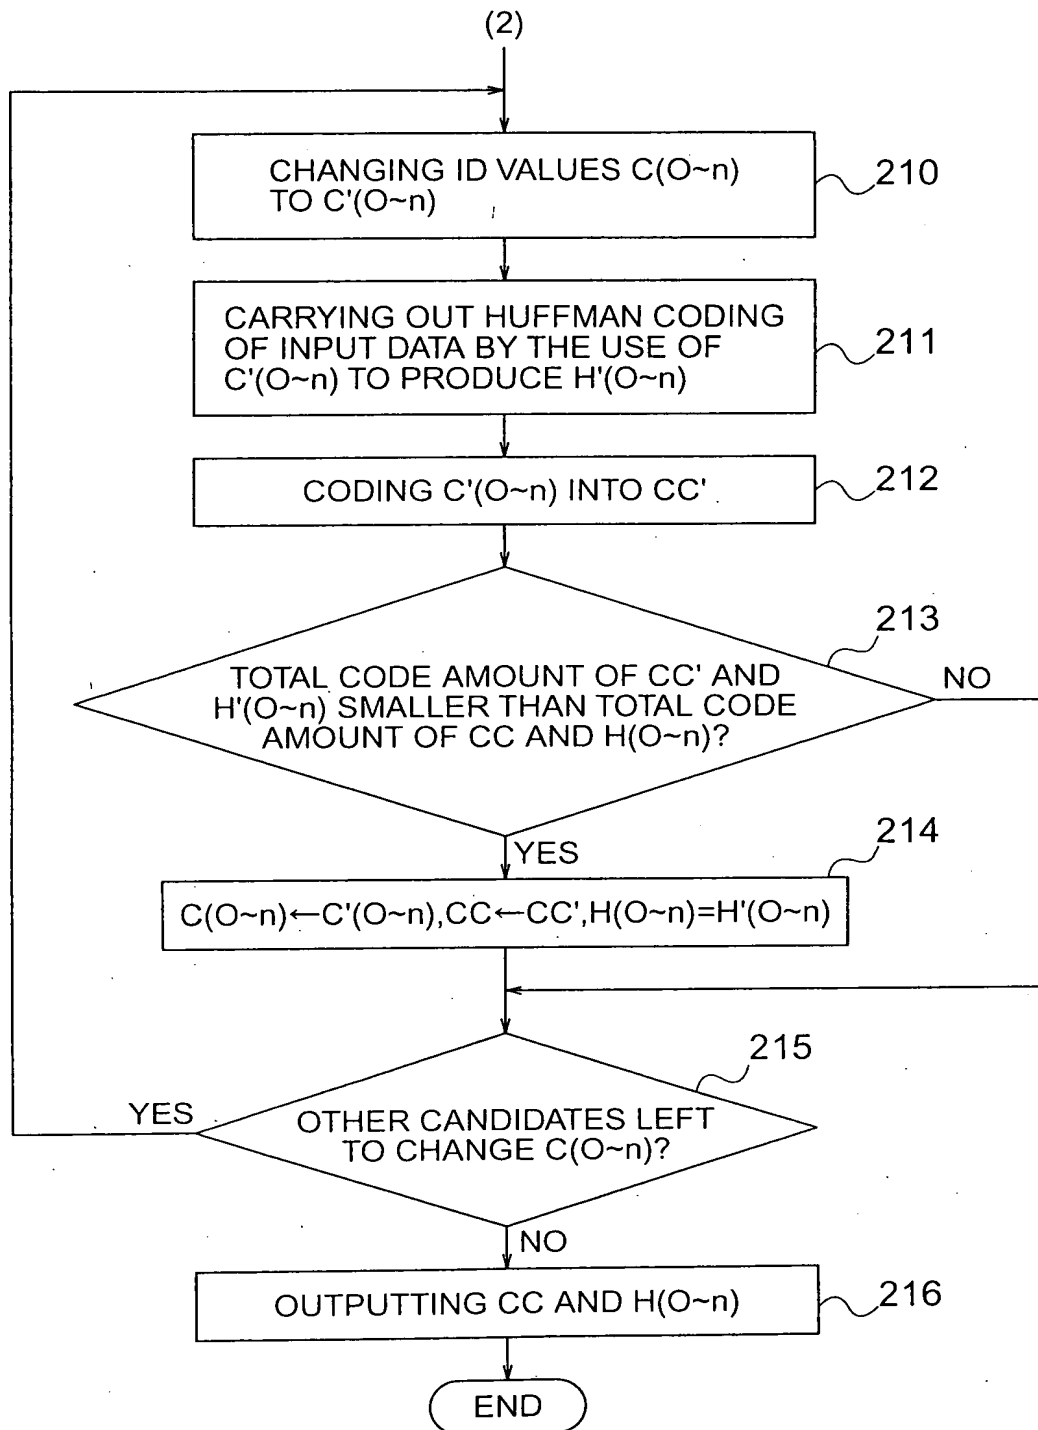 (2)
CHANGING ID VALUES C(O~n)
TO C'(O~n)
210
CARRYING OUT HUFFMAN CODING
OF INPUT DATA BY THE USE OF
C'(O~n) TO PRODUCE H'(O~n)
211
CODING C'(O~n) INTO CC'
212
213
TOTAL CODE AMOUNT OF CC' AND
H'(O~n) SMALLER THAN TOTAL CODE
AMOUNT OF CC AND H(O~n)?
NO
YES
214
C(O~n)←C'(O~n),CC←CC',H(O~n)=H'(O~n)
215
YES
OTHER CANDIDATES LEFT
TO CHANGE C(O~n)?
NO
OUTPUTTING CC AND H(O~n)
216
END